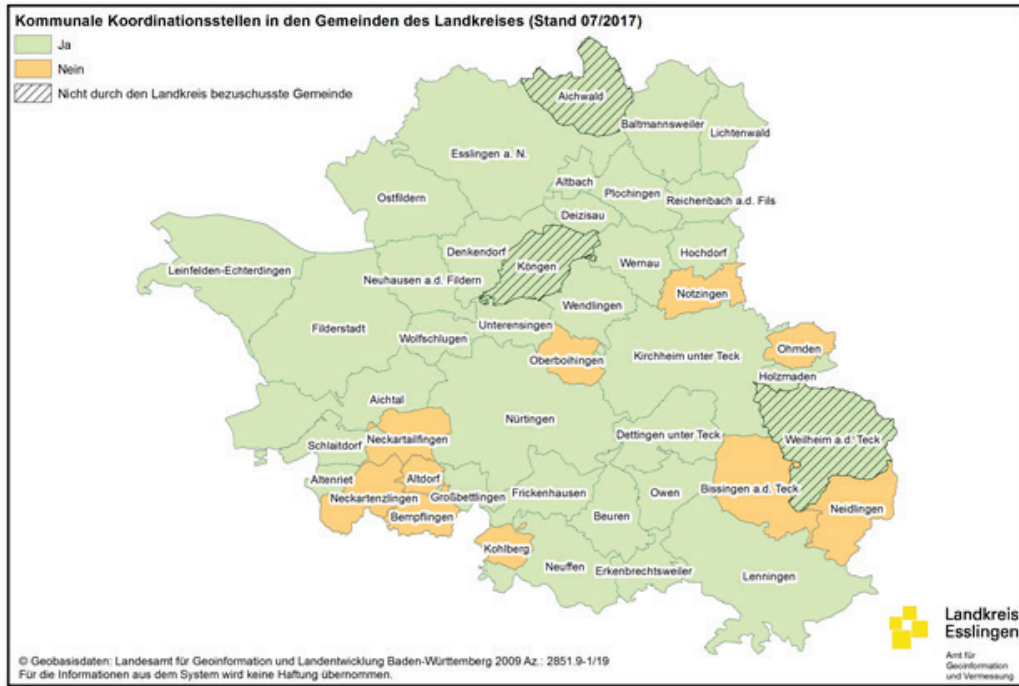 Kommunale Koordinationsstellen in den Gemeinden des Landkreises (Stand 07/2017)
Ja
Nein
Nicht durch den Landkreis bezuschusste Gemeinde
Aichwald
Baltmannsweiler
Lichtenwald
Esslingen a. N.
Altbach
Plochingen
Reichenbach a.d. Fils
Ostfildern
Deizisau
Denkendorf
Hochdorf
Köngen
Wernau
Leinfelden-Echterdingen
Neuhausen a.d. Fildern
Notzingen
Wendlingen
Filderstadt
Unterensingen
Wolfschlugen
Ohmden
Oberboihingen
Kirchheim unter Teck
Holzmaden
Aichtal
Nürtingen
Dettingen unter Teck
Neckartailfingen
Weilheim a.d. Teck
Schlaitdorf
Altenriet
Altdorf
Bissingen a.d. Teck
Neckartenzlingen
Großbettlingen
Frickenhausen
Owen
Neidlingen
Bempflingen
Beuren
Kohlberg
Neuffen
Erkenbrechtsweiler
Lenningen
Landkreis
Esslingen
Amt für
Geoinformation
und Vermessung
© Geobasisdaten: Landesamt für Geoinformation und Landentwicklung Baden-Württemberg 2009 Az.: 2851.9-1/19
Für die Informationen aus dem System wird keine Haftung übernommen.